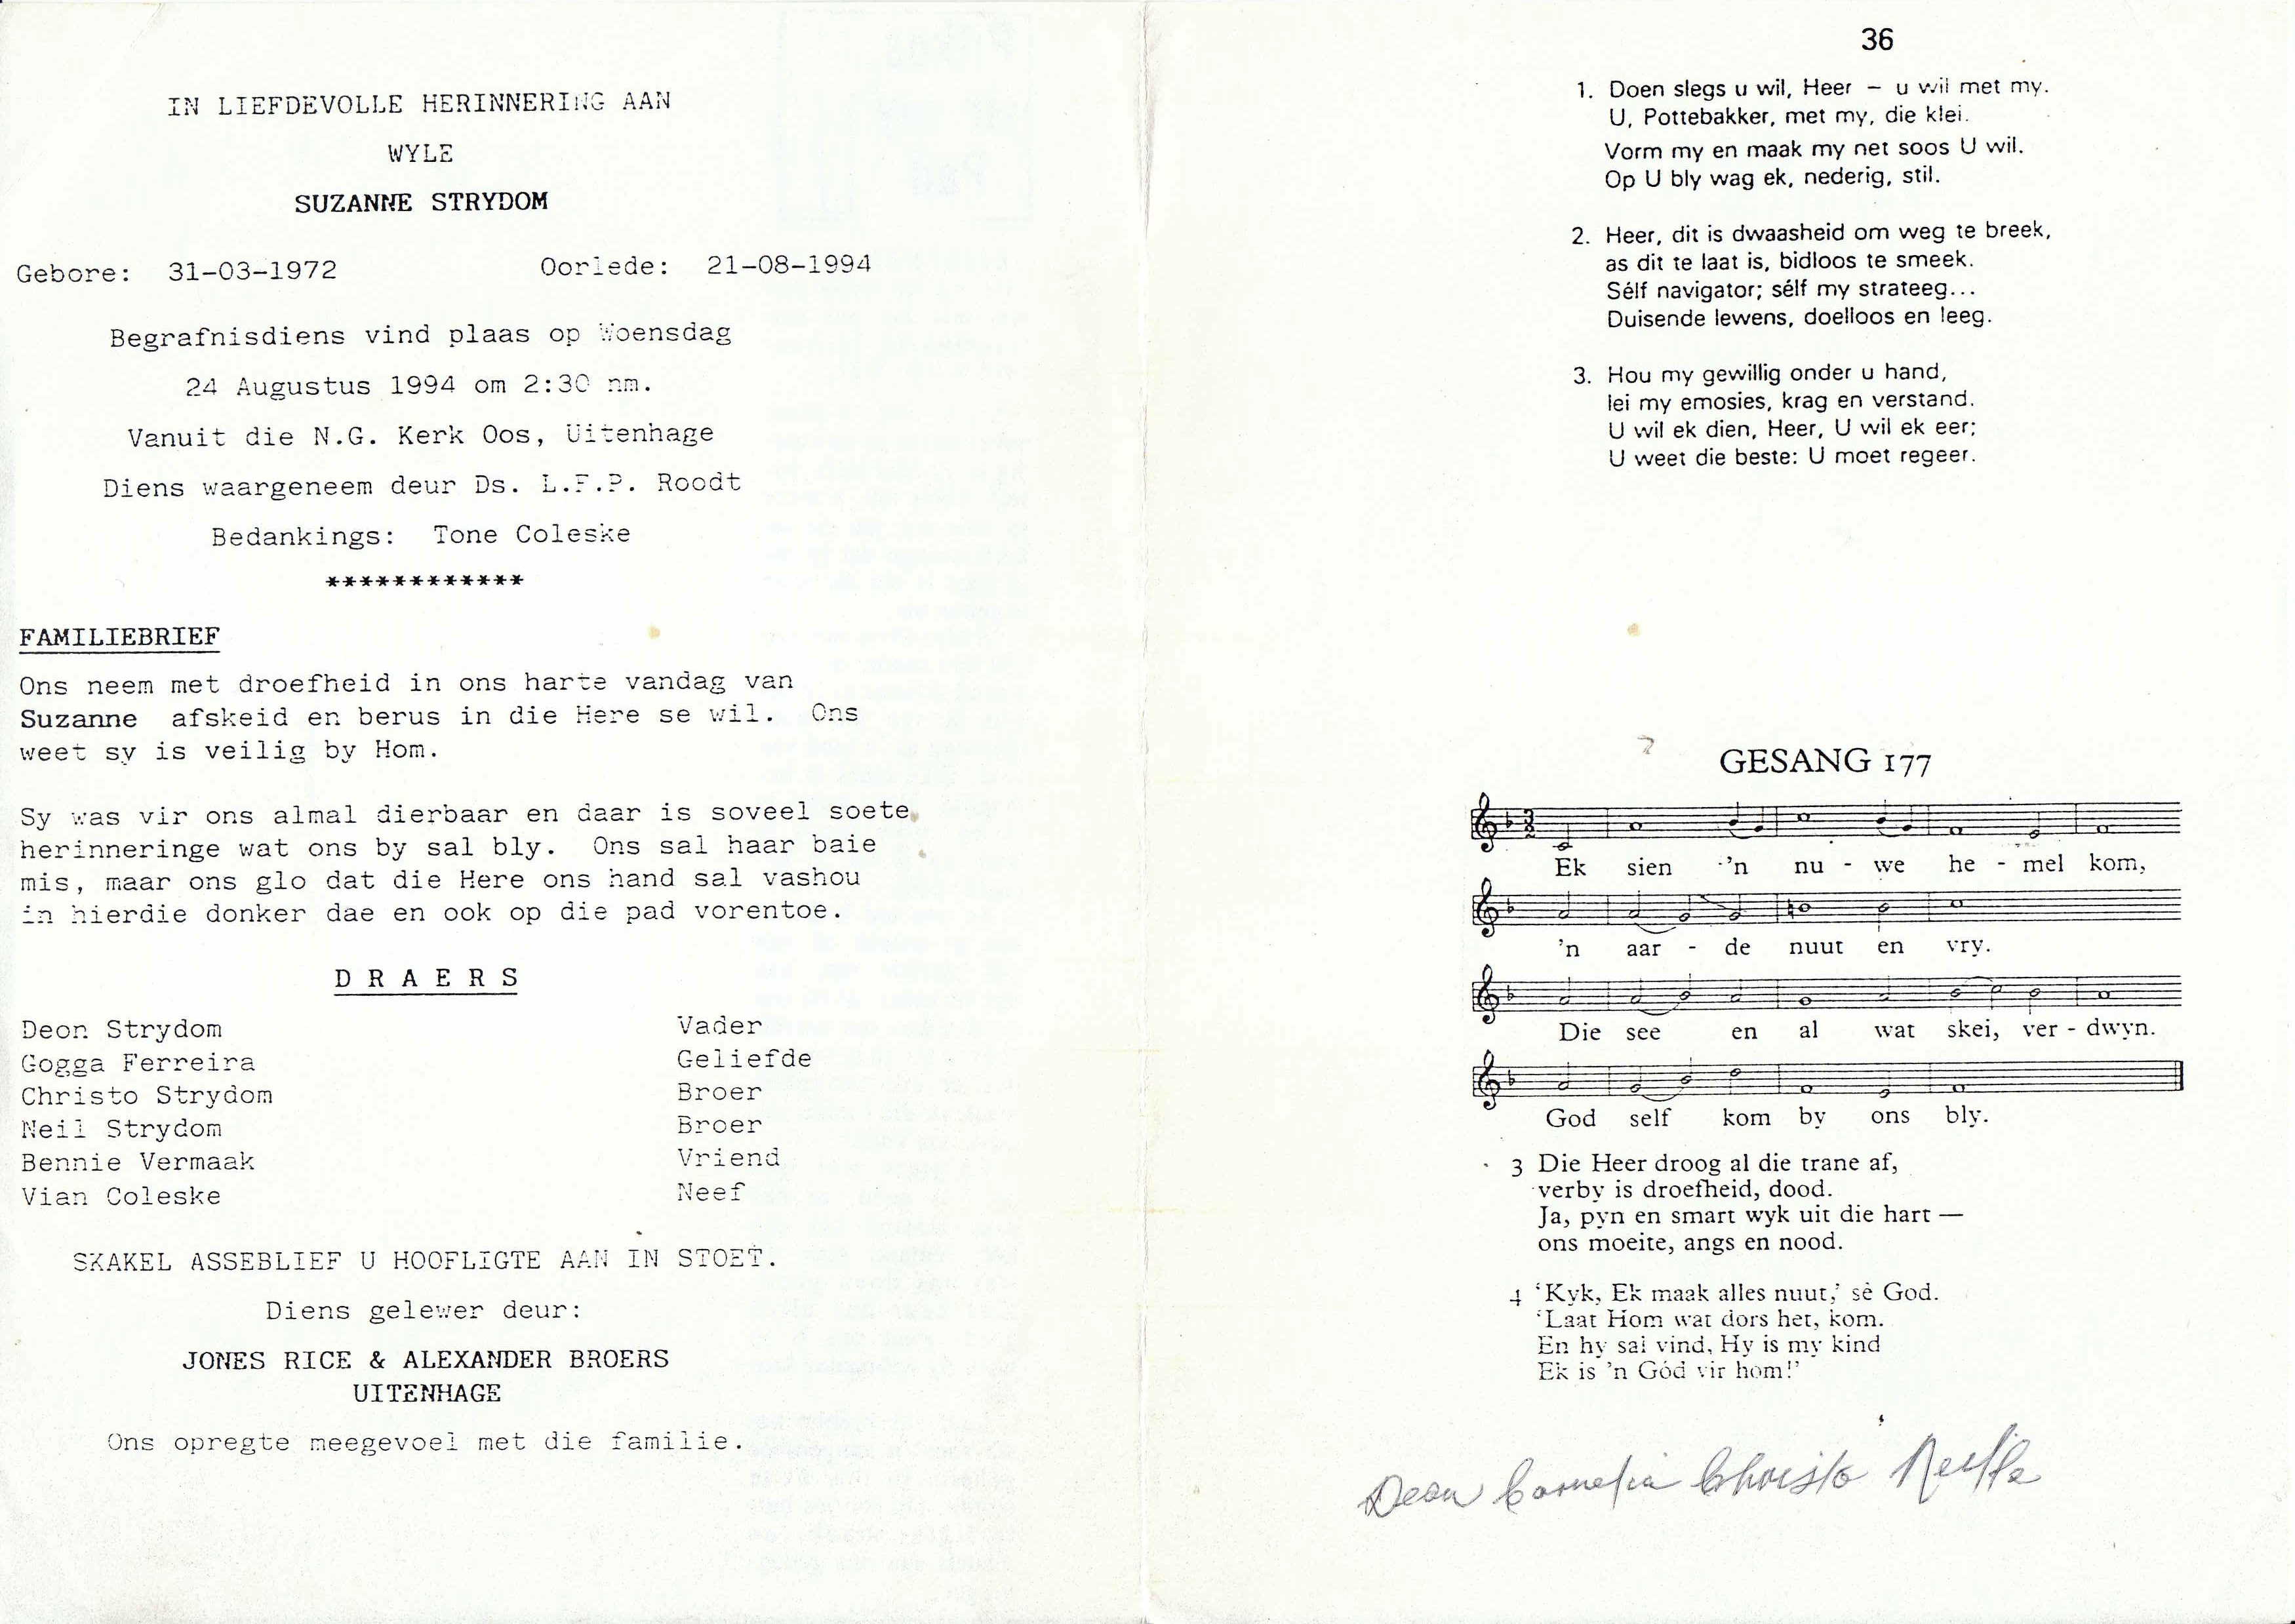 IN LIEFDEVOLLE HERINNERING AAN
WYLE
SUZANNE STRYDOM
Gebore: 31-03-1972 Oorlede: 21-08-1994
Begrafnisdiens vind plaas op Woensdag
24 Augustus 1994 om 2:30 nm.
Vanuit die N.G. Kerk Oos, Uitenhage
Diens waargeneem deur Ds. L.F.P. Roodt
Bedankings: Tone Coleske
************
FAMILIEBRIEF
Ons neem met droefheid in ons harte vandag van
Suzanne afskeid en berus in die Here se wil. Ons
weet sy is veilig by Hom.
Sy was vir ons almal dierbaar en daar is soveel soete
herinneringe wat ons by sal bly. Ons sal haar baie
mis, maar ons glo dat die Here ons hand sal vashou
in hierdie donker dae en ook op die pad vorentoe.
D R A E R S
Deon Strydom Vader
Gogga Ferreira Geliefde
Christo Strydom Broer
Neil Strydom Broer
Bennie Vermaak Vriend
Vian Coleske Neef
SKAKEL ASSEBLIEF U HOOFLIGTE AAN IN STOET.
Diens gelewer deur:
JONES RICE & ALEXANDER BROERS
UITENHAGE
Ons opregte meegevoel met die familie.
36
1. Doen slegs u wil, Heer – u wil met my.
U, Pottebakker, met my, die klei.
Vorm my en maak my net soos U wil.
Op U bly wag ek, nederig, stil.
2. Heer, dit is dwaasheid om weg te breek,
as dit te laat is, bidloos te smeek.
Sélf navigator; sélf my strateeg...
Duisende lewens, doelloos en leeg.
3. Hou my gewillig onder u hand,
lei my emosies, krag en verstand.
U wil ek dien, Heer, U wil ek eer;
U weet die beste: U moet regeer.
GESANG 177
Ek sien 'n nu - we he - mel kom,
'n aar - de nuut en vry.
Die see en al wat skei, ver - dwyn.
God self kom by ons bly.
3 Die Heer droog al die trane af,
verby is droefheid, dood.
Ja, pyn en smart wyk uit die hart —
ons moeite, angs en nood.
4 'Kyk, Ek maak alles nuut,' sê God.
'Laat Hom wat dors het, kom.
En hy sal vind, Hy is my kind
Ek is 'n Gód vir hom!'
Deon Cornelia Christo